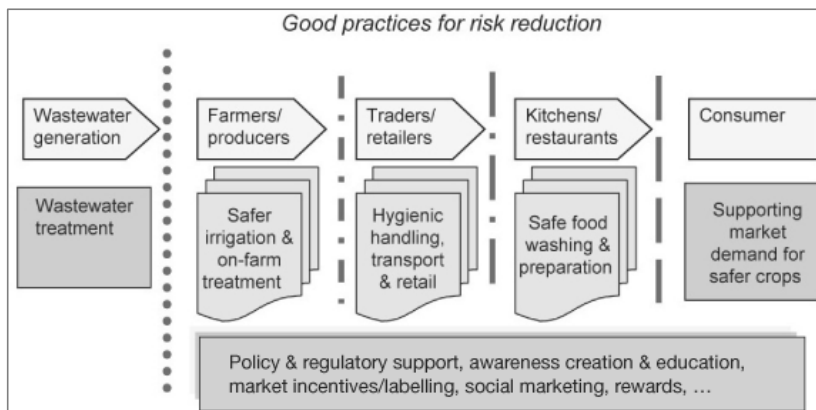 Good practices for risk reduction
Wastewater
generation
Farmers/
producers
Traders/
retailers
Kitchens/
restaurants
Consumer
Wastewater
treatment
Safer
irrigation &
on-farm
treatment
Hygienic
handling,
transport
& retail
Safe food
washing &
preparation
Supporting
market
demand for
safer crops
Policy & regulatory support, awareness creation & education,
market incentives/labelling, social marketing, rewards, …